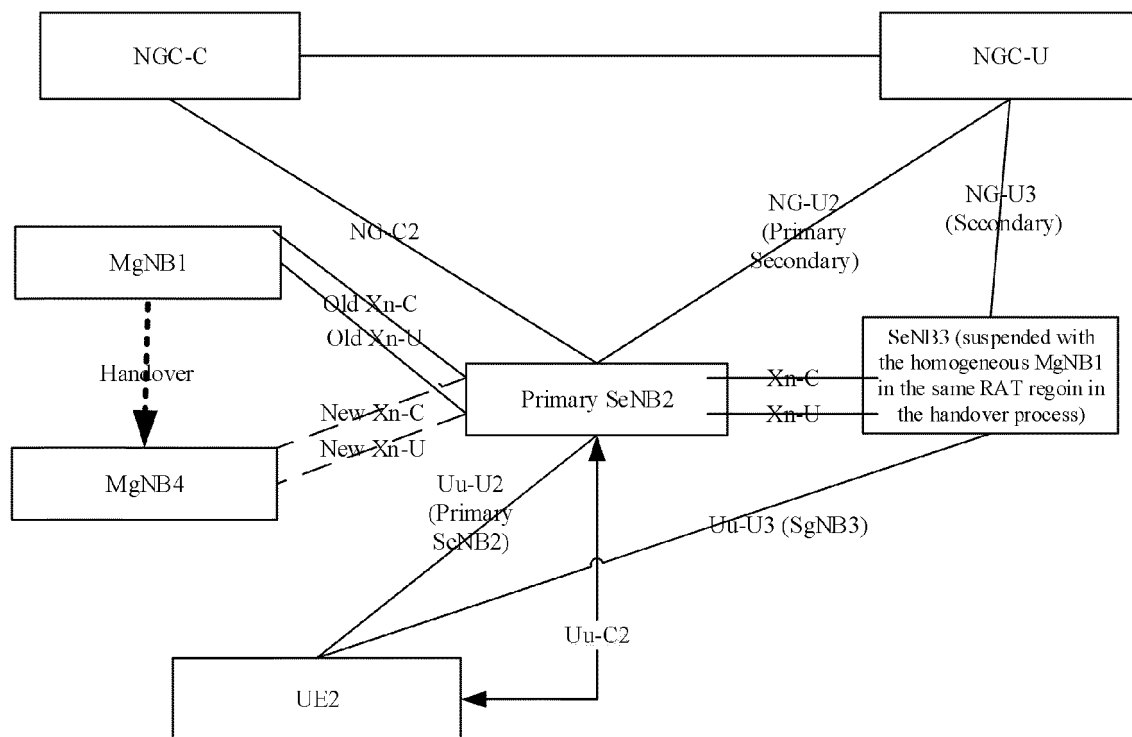 NGC-C
NGC-U
NG-C2
NG-U2
(Primary
Secondary)
NG-U3
(Secondary)
MgNB1
Old Xn-C
Old Xn-U
Handover
New Xn-C
New Xn-U
MgNB4
Primary SeNB2
Xn-C
Xn-U
SeNB3 (suspended with
the homogeneous MgNB1
in the same RAT regoin in
the handover process)
Uu-U2
(Primary
SeNB2)
Uu-U3 (SgNB3)
Uu-C2
UE2